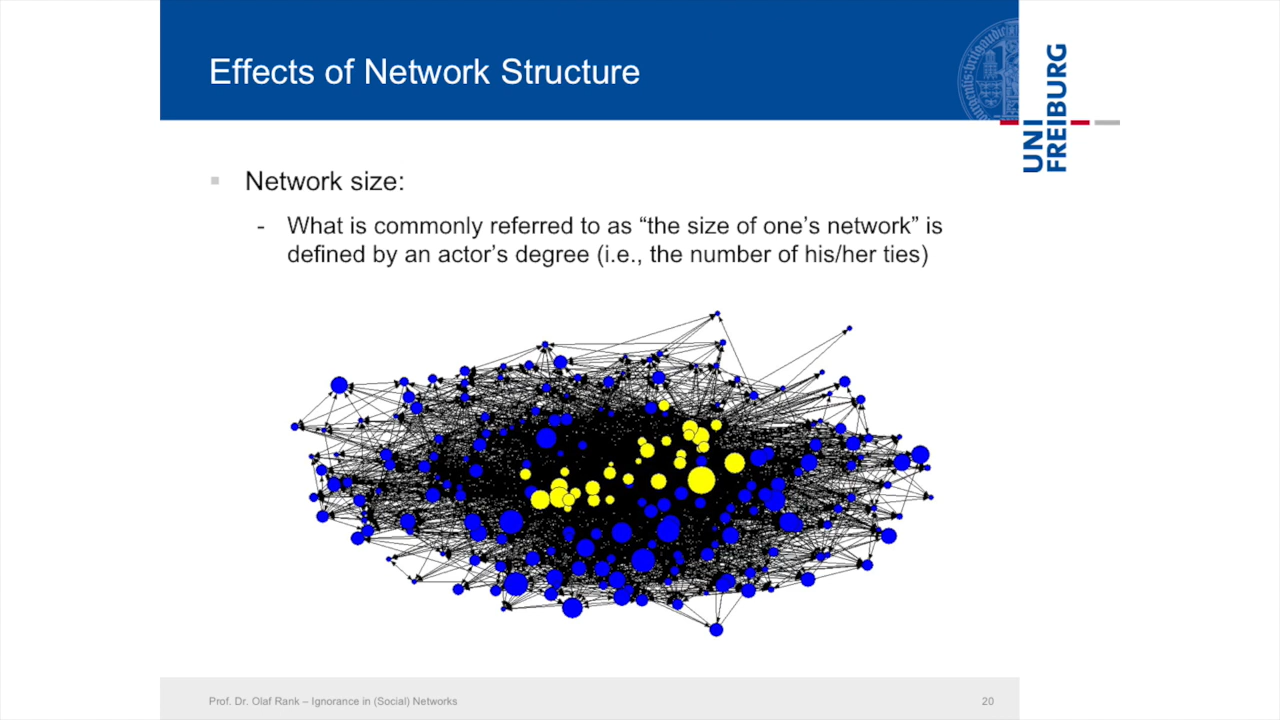 Effects of Network Structure
UNI
FREIBURG
Network size:
- What is commonly referred to as “the size of one’s network” is
defined by an actor’s degree (i.e., the number of his/her ties)
Prof. Dr. Olaf Rank – Ignorance in (Social) Networks
20